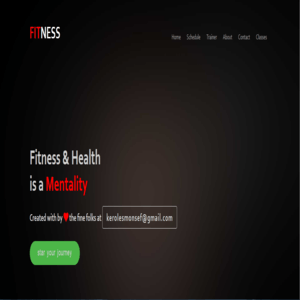 FITNESS
Home Schedule Trainer About Contact Classes
Fitness & Health
is a Mentality
Created with by ♥ the fine folks at kerolesmonsef@gmail.com
star your journey